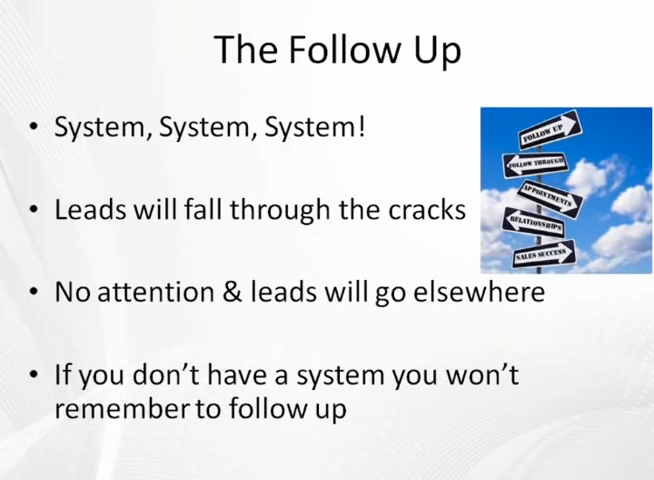 The Follow Up
• System, System, System!
• Leads will fall through the cracks
• No attention & leads will go elsewhere
• If you don’t have a system you won’t
remember to follow up
FOLLOW UP
FOLLOW THROUGH
APPOINTMENTS
RELATIONSHIPS
SALES SUCCESS